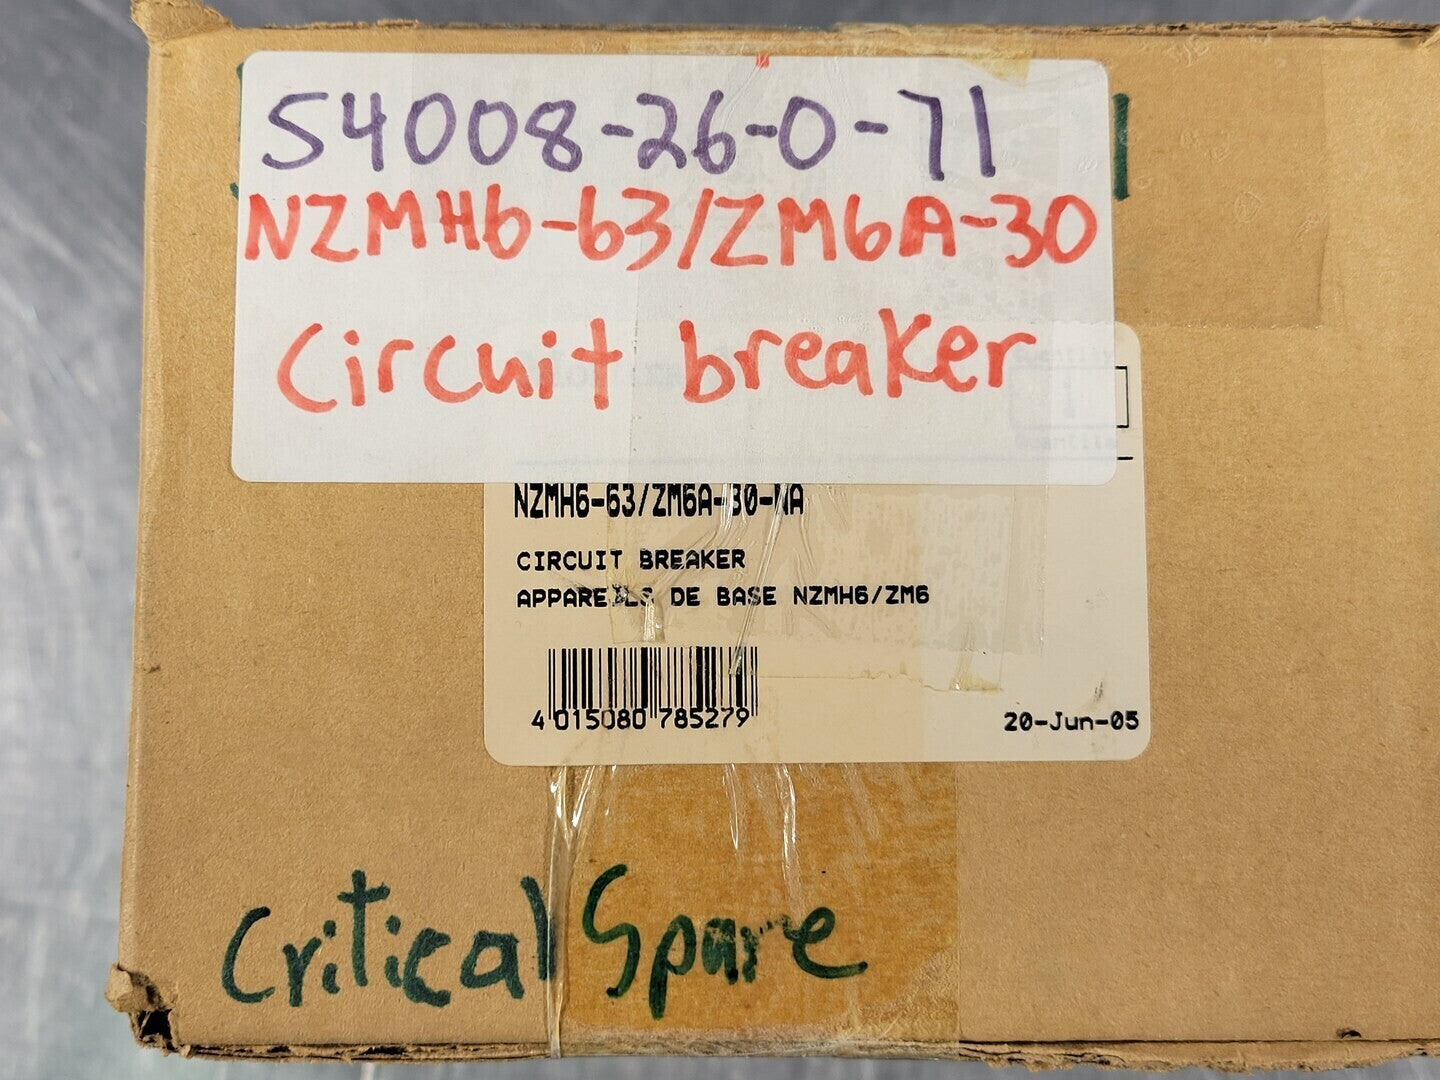 54008-26-0-71
NZMH6-63/ZM6A-30
Circuit breaker
NZMH6-63/ZM6A-30-NA
CIRCUIT BREAKER
APPAREILS DE BASE NZMH6/ZM6
4 015080 785279
20-Jun-05
Critical Spare